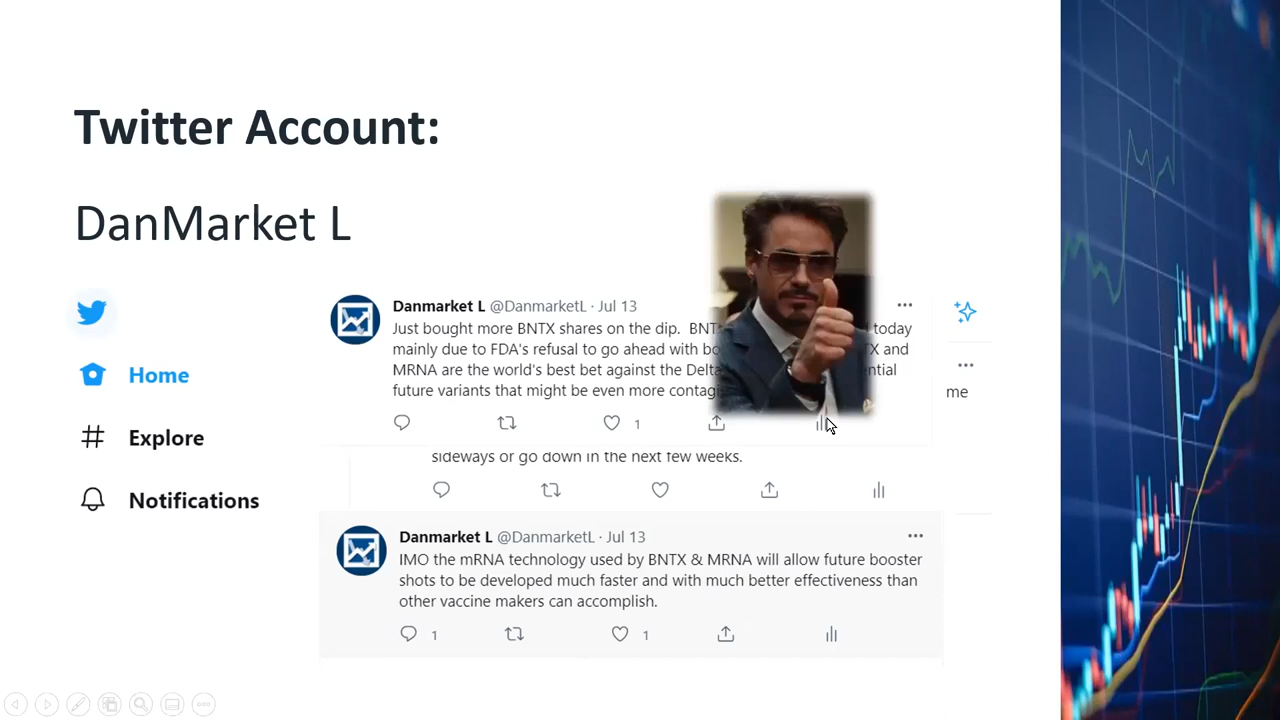 Twitter Account:
DanMarket L
Danmarket L @DanmarketL · Jul 13
Just bought more BNTX shares on the dip. BNT today
mainly due to FDA's refusal to go ahead with bo X and
MRNA are the world's best bet against the Delta ential
future variants that might be even more contag
1
me
Home
Explore
Notifications
sideways or go down in the next few weeks.
Danmarket L @DanmarketL · Jul 13
IMO the mRNA technology used by BNTX & MRNA will allow future booster
shots to be developed much faster and with much better effectiveness than
other vaccine makers can accomplish.
1 1